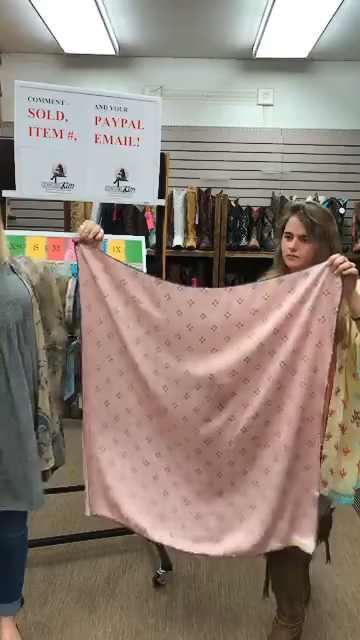 COMMENT –
SOLD,
ITEM #,
AND YOUR
PAYPAL
EMAIL!
XS S M 1X